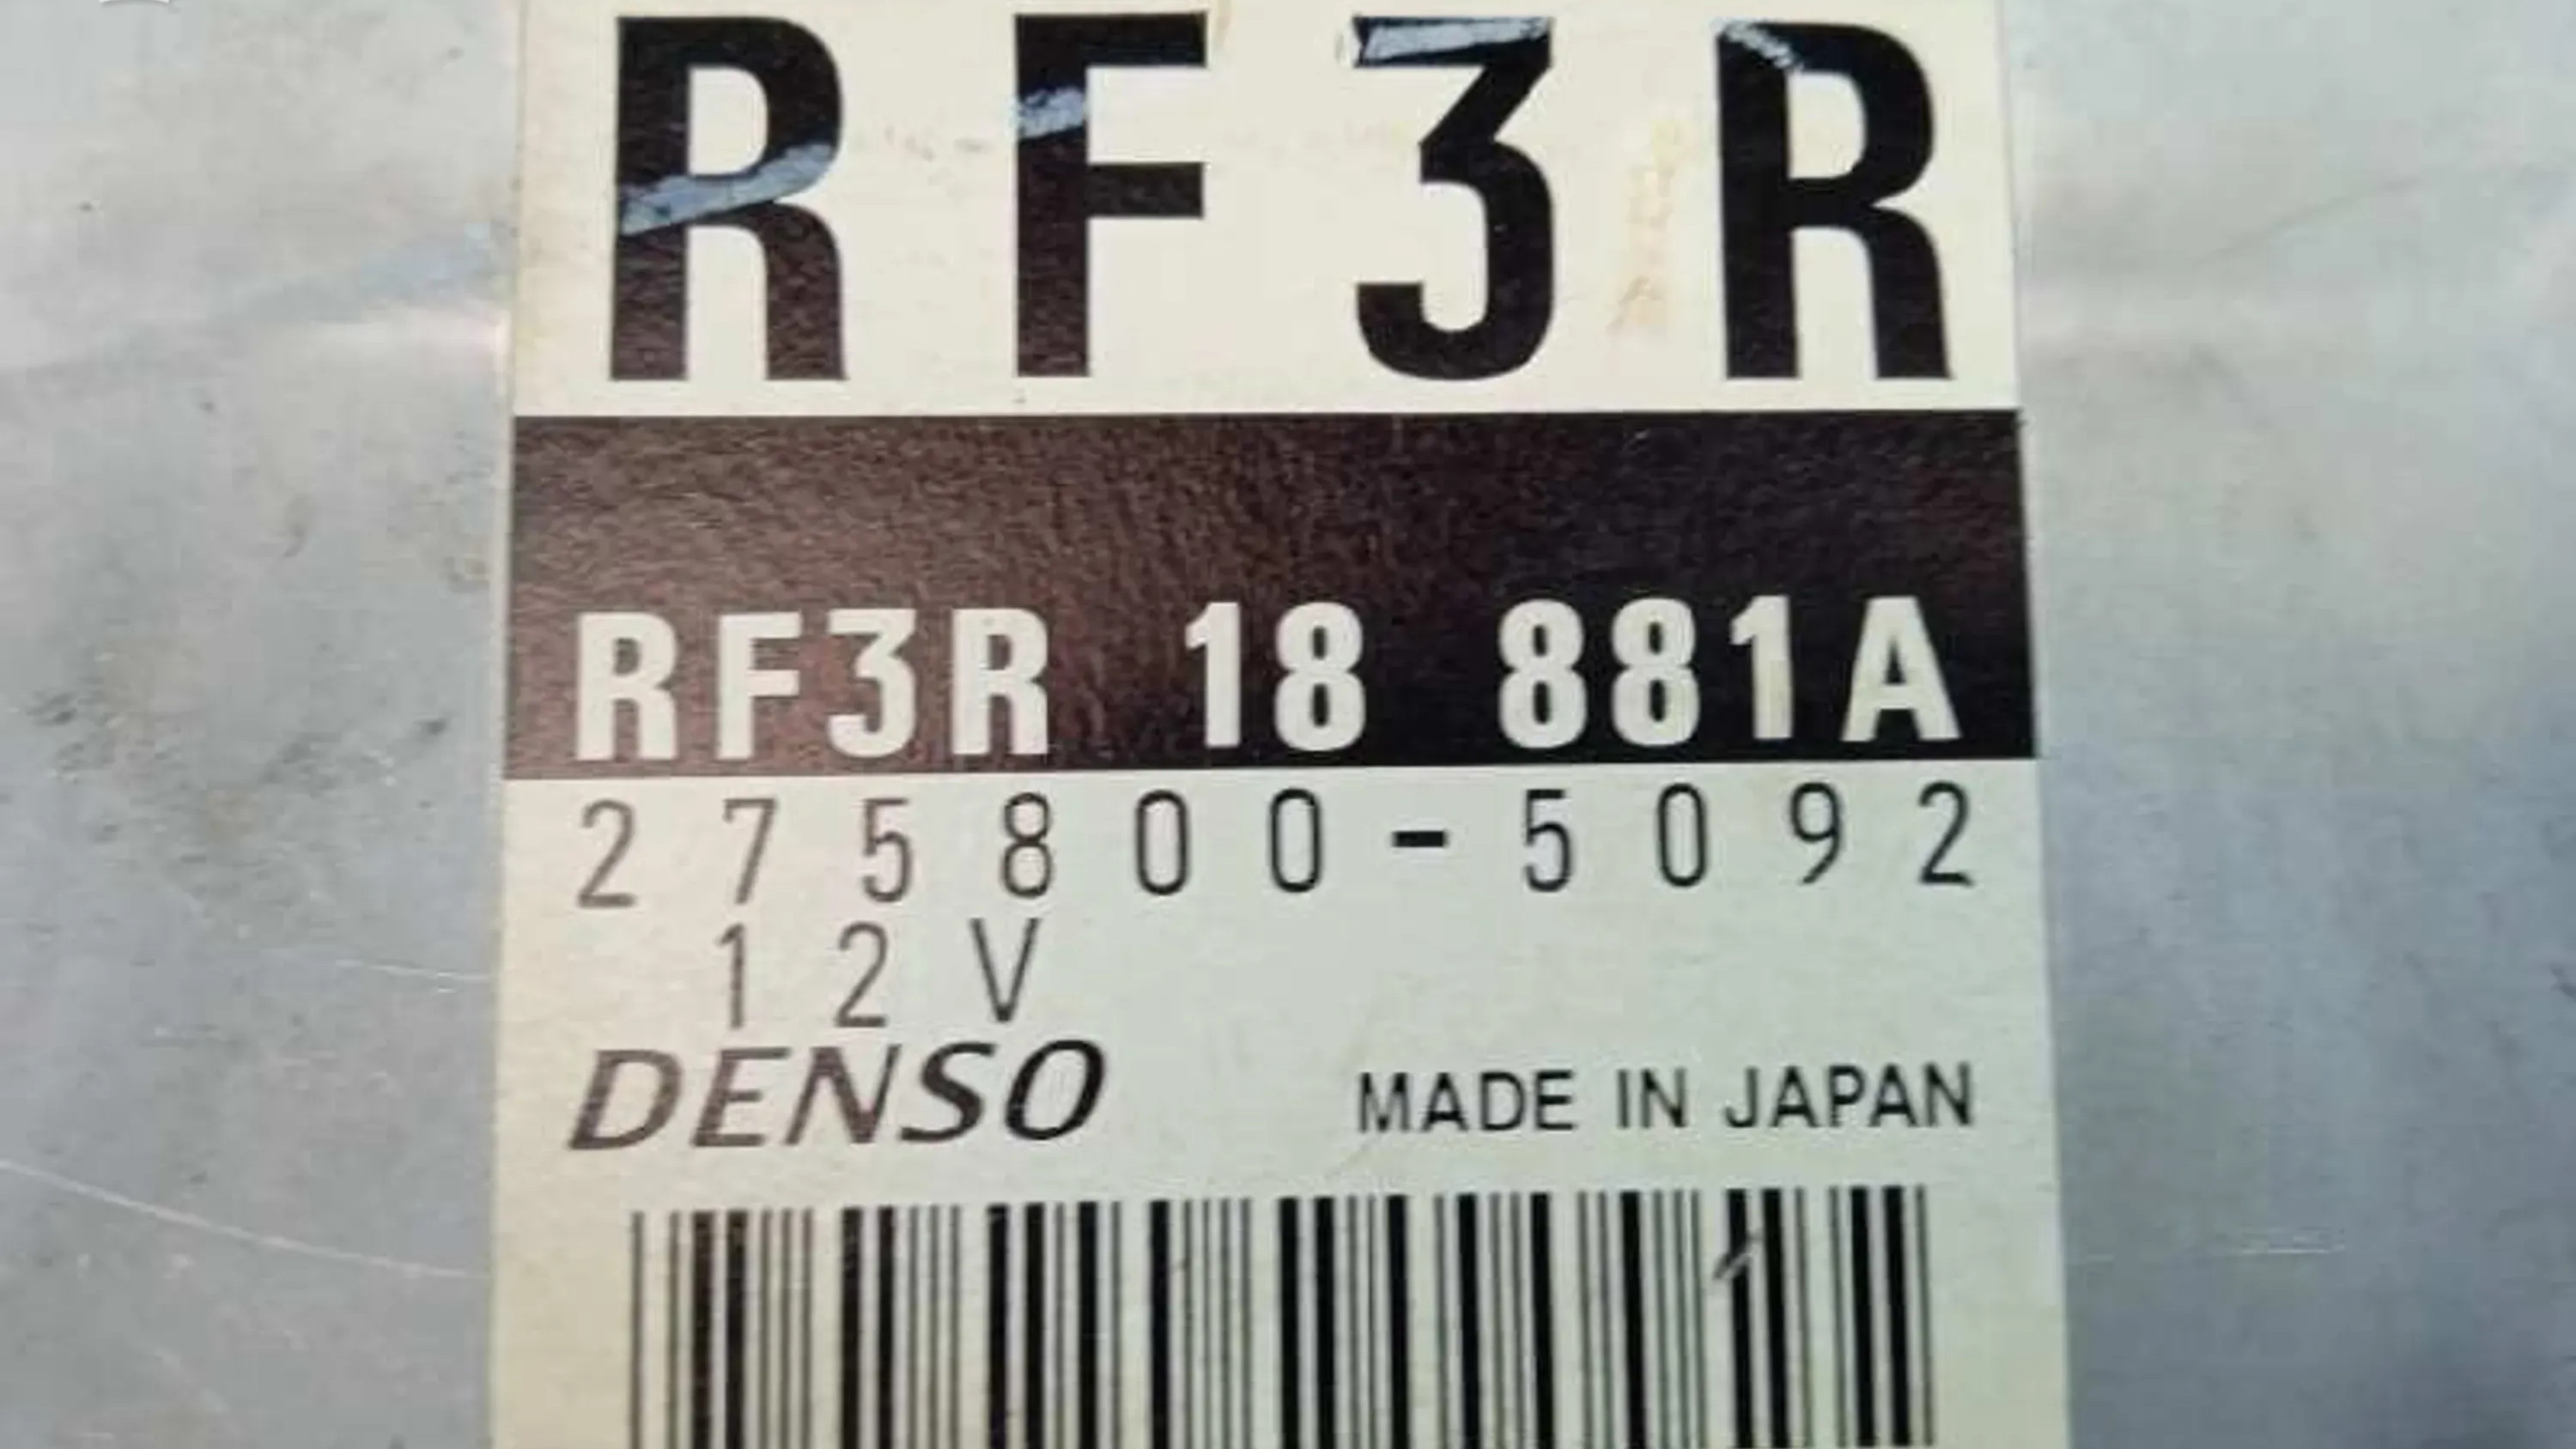 RF3R
RF3R 18 881A
275800-5092
12V
DENSO MADE IN JAPAN